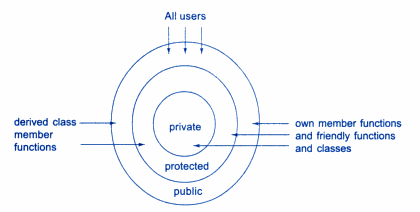 All users
derived class
member
functions
private
own member functions
and friendly functions
and classes
protected
public